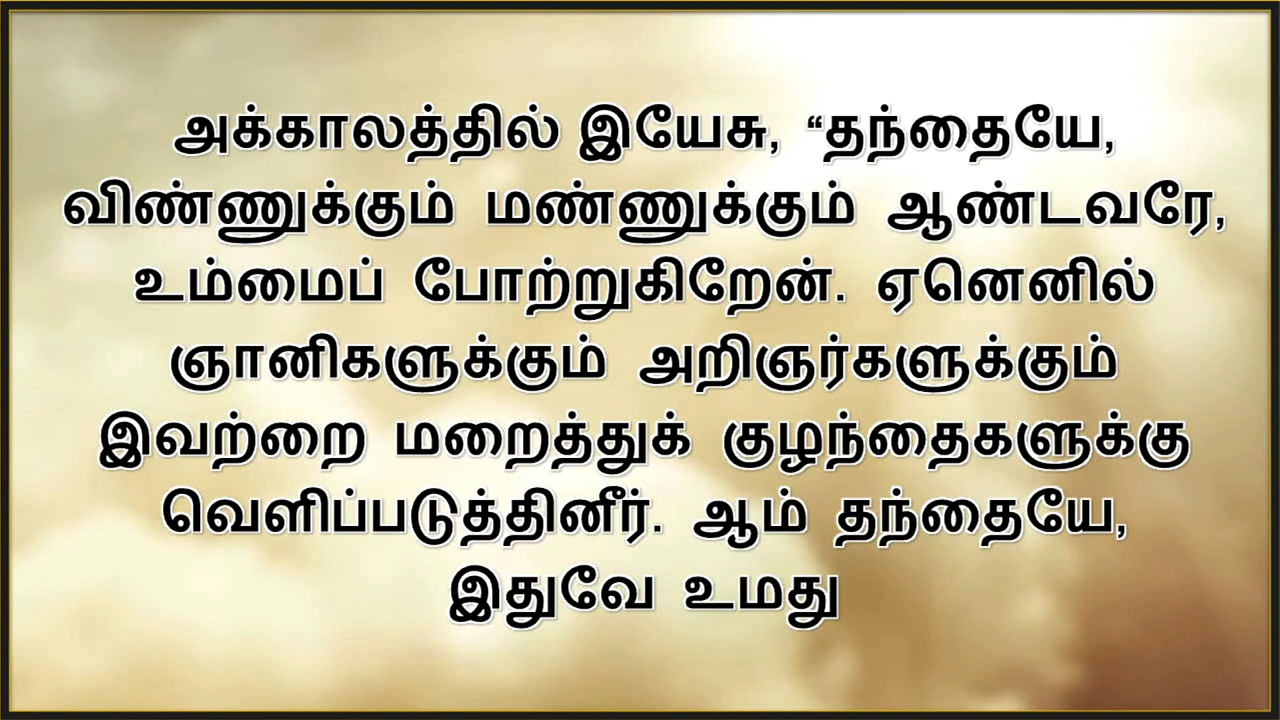 அக்காலத்தில் இயேசு, “தந்தையே,
விண்ணுக்கும் மண்ணுக்கும் ஆண்டவரே,
உம்மைப் போற்றுகிறேன். ஏனெனில்
ஞானிகளுக்கும் அறிஞர்களுக்கும்
இவற்றை மறைத்துக் குழந்தைகளுக்கு
வெளிப்படுத்தினீர். ஆம் தந்தையே,
இதுவே உமது